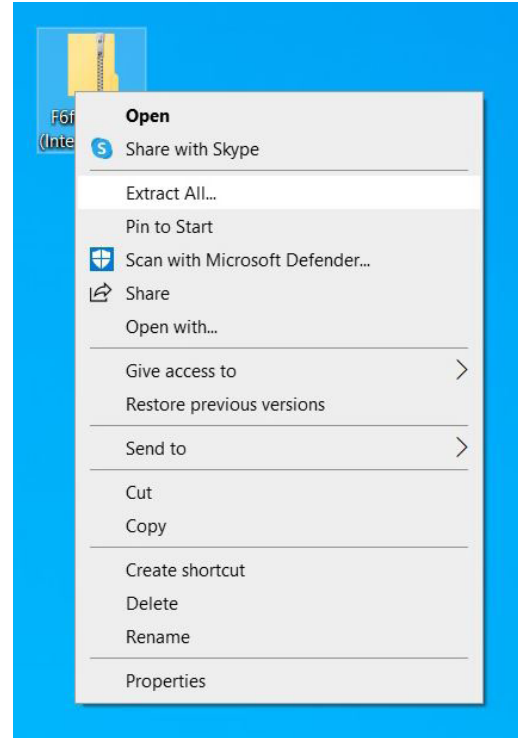 F6f
(Inte
Open
Share with Skype
Extract All...
Pin to Start
Scan with Microsoft Defender...
Share
Open with...
Give access to
Restore previous versions
Send to
Cut
Copy
Create shortcut
Delete
Rename
Properties